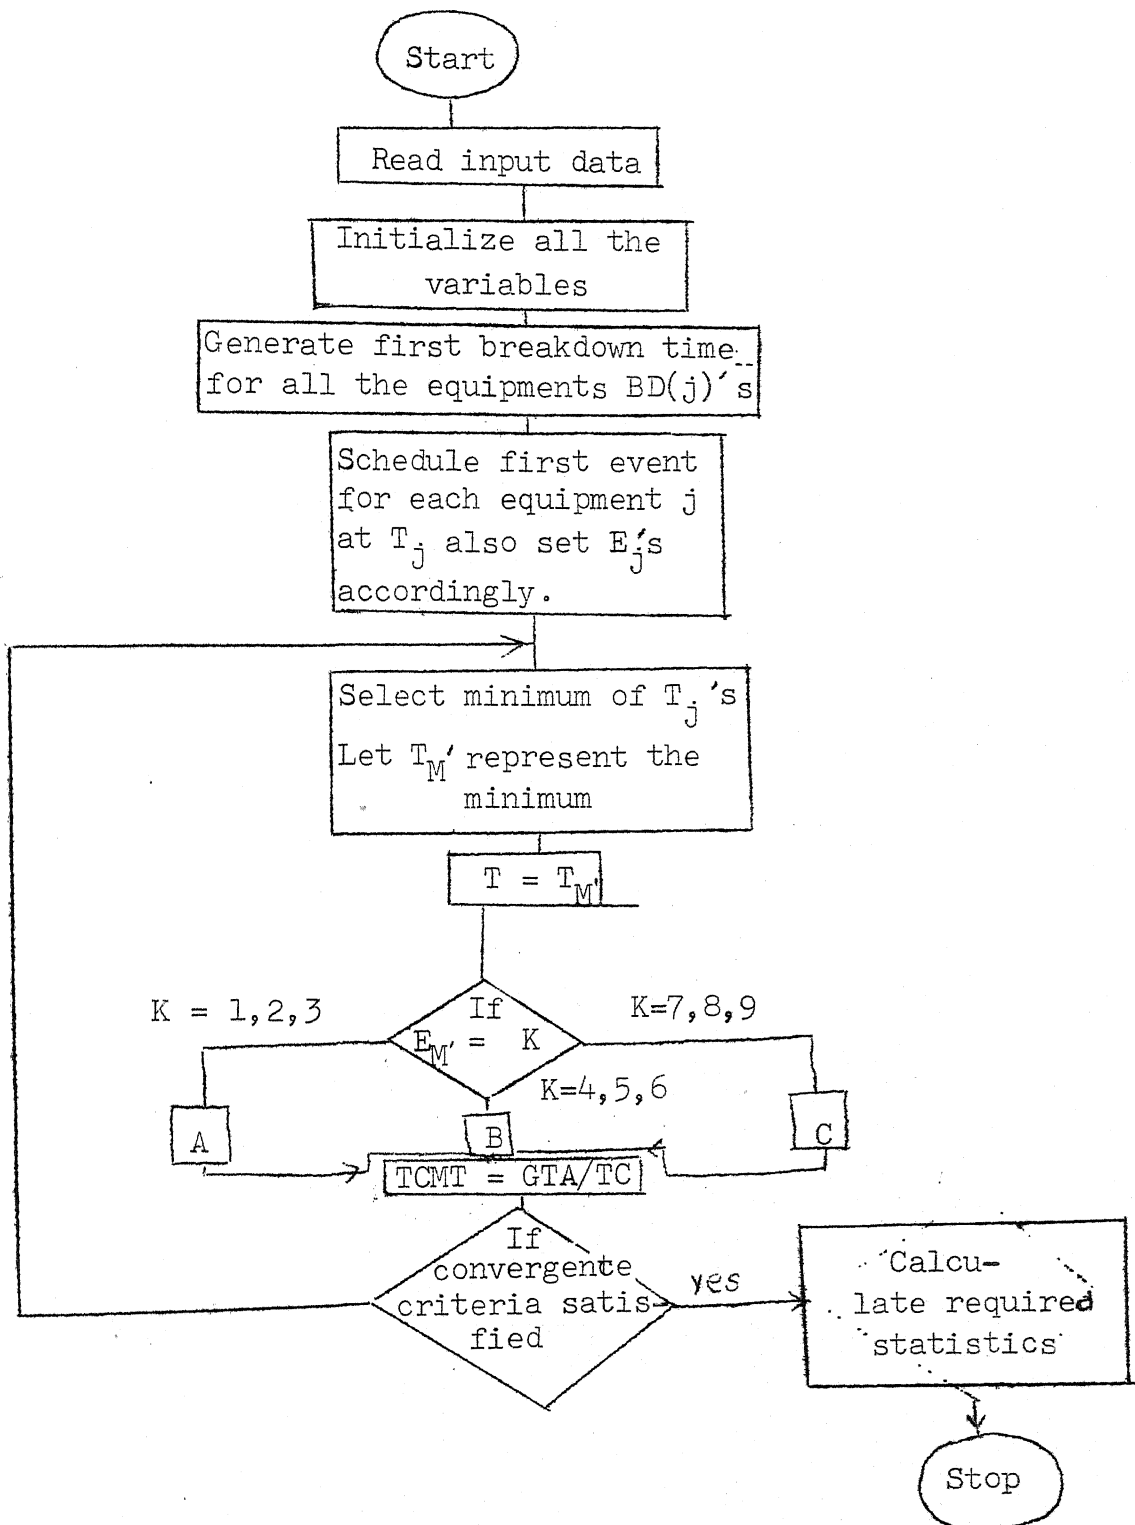 Start
Read input data
Initialize all the
variables
Generate first breakdown time
for all the equipments BD(j)'s
Schedule first event
for each equipment j
at Tj also set Ej's
accordingly.
Select minimum of Tj's
Let TM' represent the
minimum
T = TM'
K = 1,2,3
If
EM' = K
K=7,8,9
K=4,5,6
A
B
C
TCMT = GTA/TC
If
convergente
criteria satis
fied
yes
Calcu-
late required
statistics
Stop